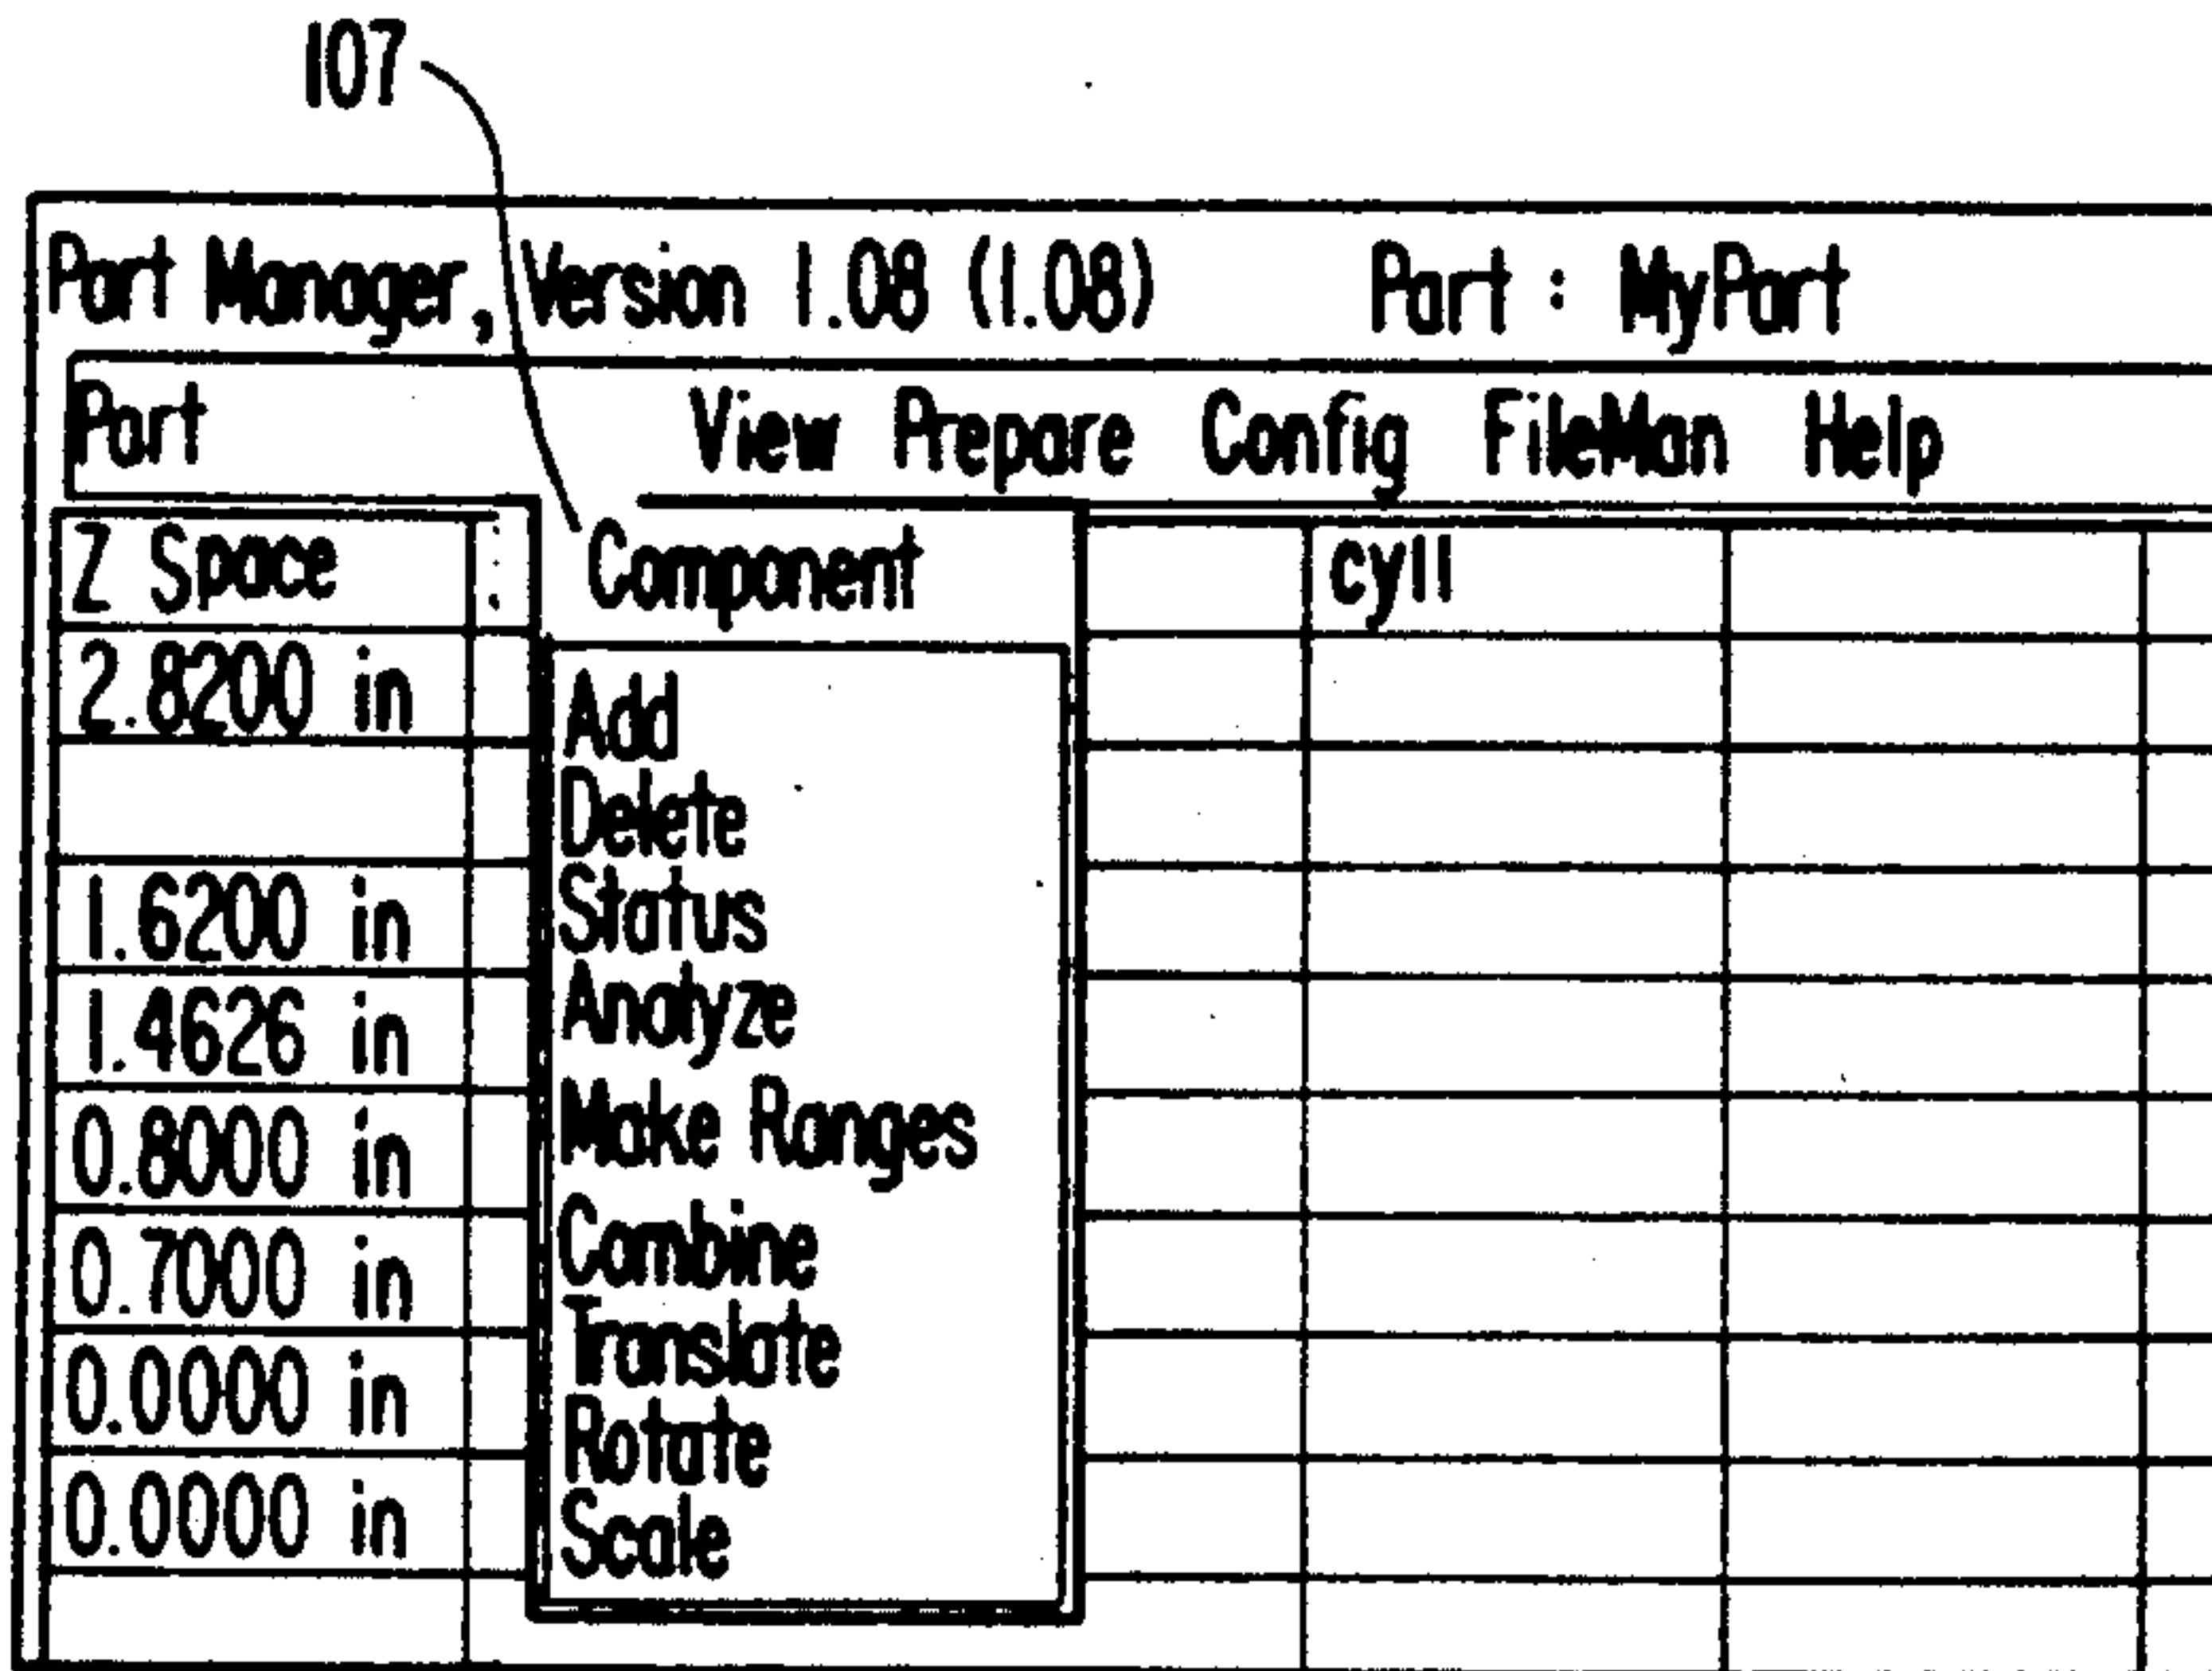 107
Part Manager, Version 1.08 (1.08) Part : MyPart
Part View Prepare Config FileMan Help
Z Space Component cyl1
2.8200 in
Add
Delete
1.6200 in Status
1.4626 in Analyze
0.8000 in Make Ranges
0.7000 in Combine
Translate
0.0000 in
Rotate
0.0000 in Scale